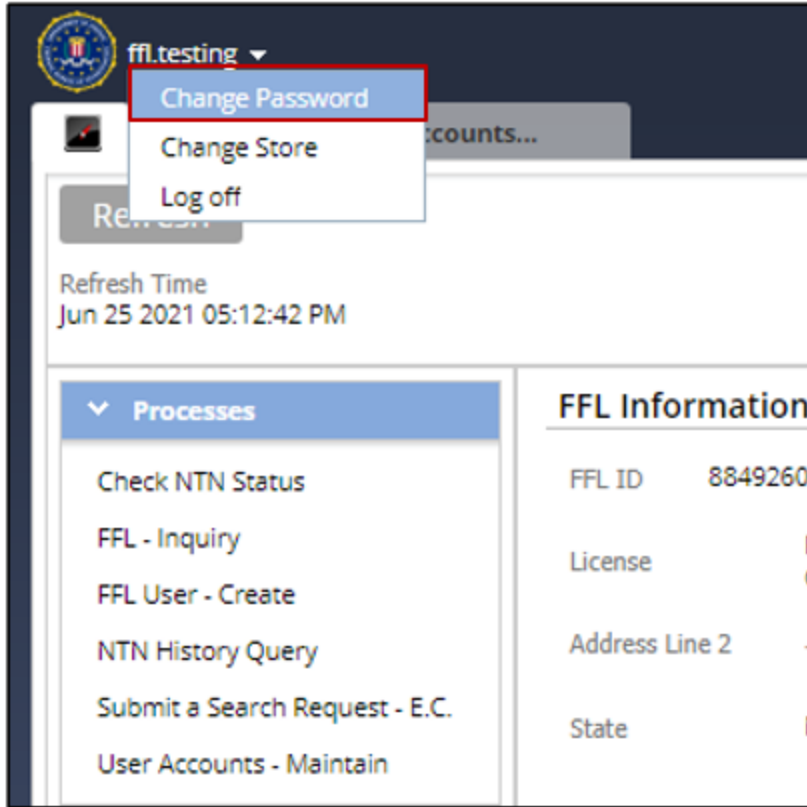 ffl.testing
Change Password
Change Store
Log off
counts...
Refresh Time
Jun 25 2021 05:12:42 PM
Processes
Check NTN Status
FFL - Inquiry
FFL User - Create
NTN History Query
Submit a Search Request - E.C.
User Accounts - Maintain
FFL Information
FFL ID 8849260
License
Address Line 2
State